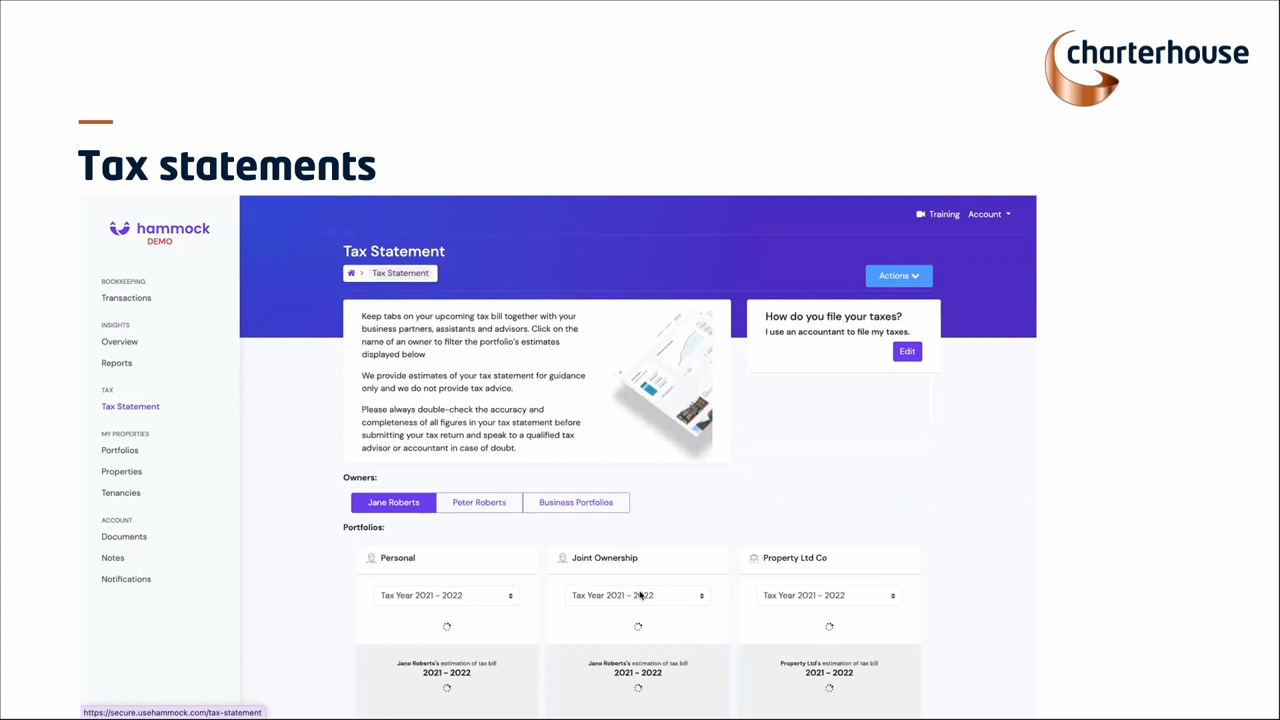 charterhouse
Tax statements
hammock
DEMO
BOOKKEEPING
Transactions
INSIGHTS
Overview
Reports
TAX
Tax Statement
MY PROPERTIES
Portfolios
Properties
Tenancies
ACCOUNT
Documents
Notes
Notifications
Training Account
Tax Statement
Tax Statement
Actions
Keep tabs on your upcoming tax bill together with your
business partners, assistants and advisors. Click on the
name of an owner to filter the portfolio's estimates
displayed below
We provide estimates of your tax statement for guidance
only and we do not provide tax advice.
Please always double-check the accuracy and
completeness of all figures in your tax statement before
submitting your tax return and speak to a qualified tax
advisor or accountant in case of doubt.
How do you file your taxes?
I use an accountant to file my taxes.
Edit
Owners:
Jane Roberts Peter Roberts Business Portfolios
Portfolios:
Personal Joint Ownership Property Ltd Co
Tax Year 2021 - 2022 Tax Year 2021 - 2022 Tax Year 2021 - 2022
Jane Roberts's estimation of tax bill Jane Roberts's estimation of tax bill Property Ltd's estimation of tax bill
2021 - 2022 2021 - 2022 2021 - 2022
https://secure.usehammock.com/tax-statement